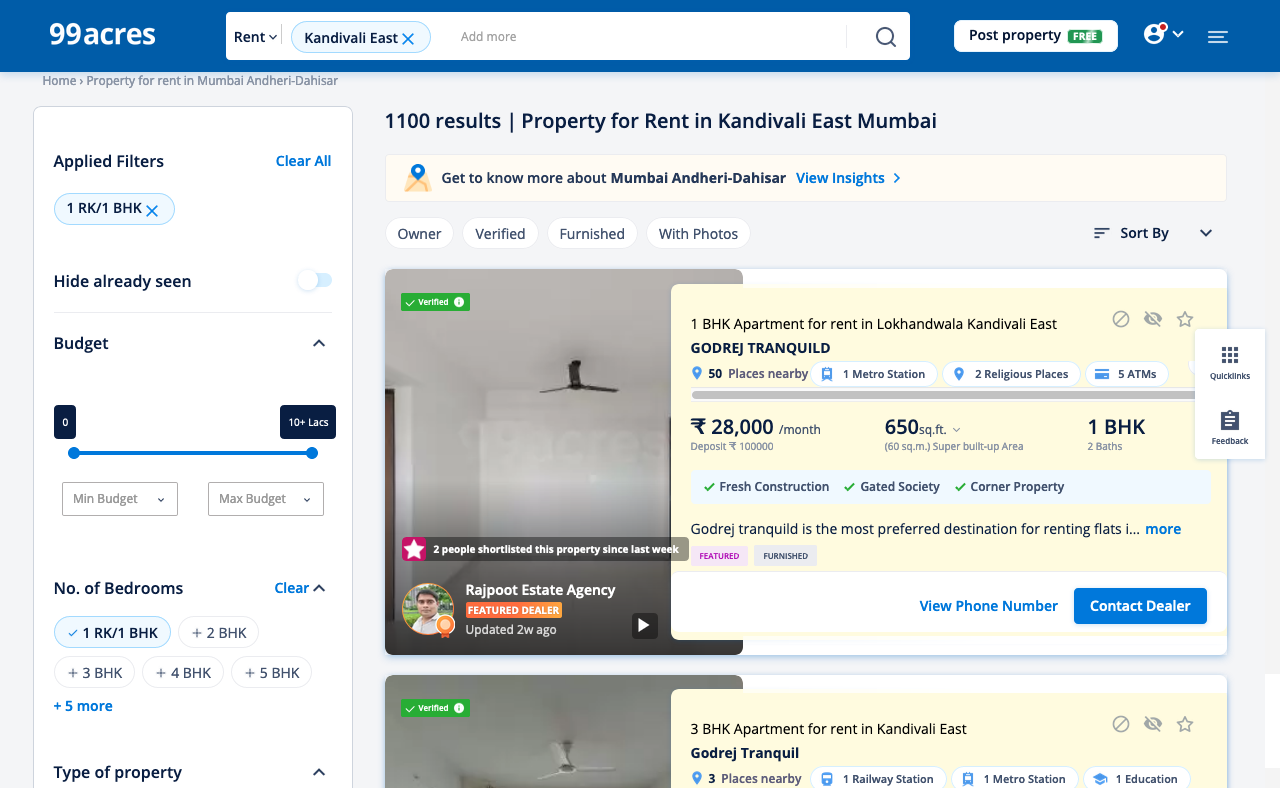 99acres
Rent
Kandivali East
Add more
Post property FREE
Home › Property for rent in Mumbai Andheri-Dahisar
Applied Filters
Clear All
1 RK/1 BHK
Hide already seen
Budget
0
10+ Lacs
Min Budget
Max Budget
No. of Bedrooms
Clear
1 RK/1 BHK
+ 2 BHK
+ 3 BHK
+ 4 BHK
+ 5 BHK
+ 5 more
Type of property
1100 results | Property for Rent in Kandivali East Mumbai
Get to know more about Mumbai Andheri-Dahisar View Insights
Owner
Verified
Furnished
With Photos
Sort By
Verified
99acres
2 people shortlisted this property since last week
Rajpoot Estate Agency
FEATURED DEALER
Updated 2w ago
1 BHK Apartment for rent in Lokhandwala Kandivali East
GODREJ TRANQUILD
50 Places nearby
1 Metro Station
2 Religious Places
5 ATMs
₹ 28,000 /month
Deposit ₹ 100000
650sq.ft.
(60 sq.m.) Super built-up Area
1 BHK
2 Baths
Fresh Construction
Gated Society
Corner Property
Godrej tranquild is the most preferred destination for renting flats i... more
FEATURED
FURNISHED
View Phone Number
Contact Dealer
Quicklinks
Feedback
Verified
3 BHK Apartment for rent in Kandivali East
Godrej Tranquil
3 Places nearby
1 Railway Station
1 Metro Station
1 Education